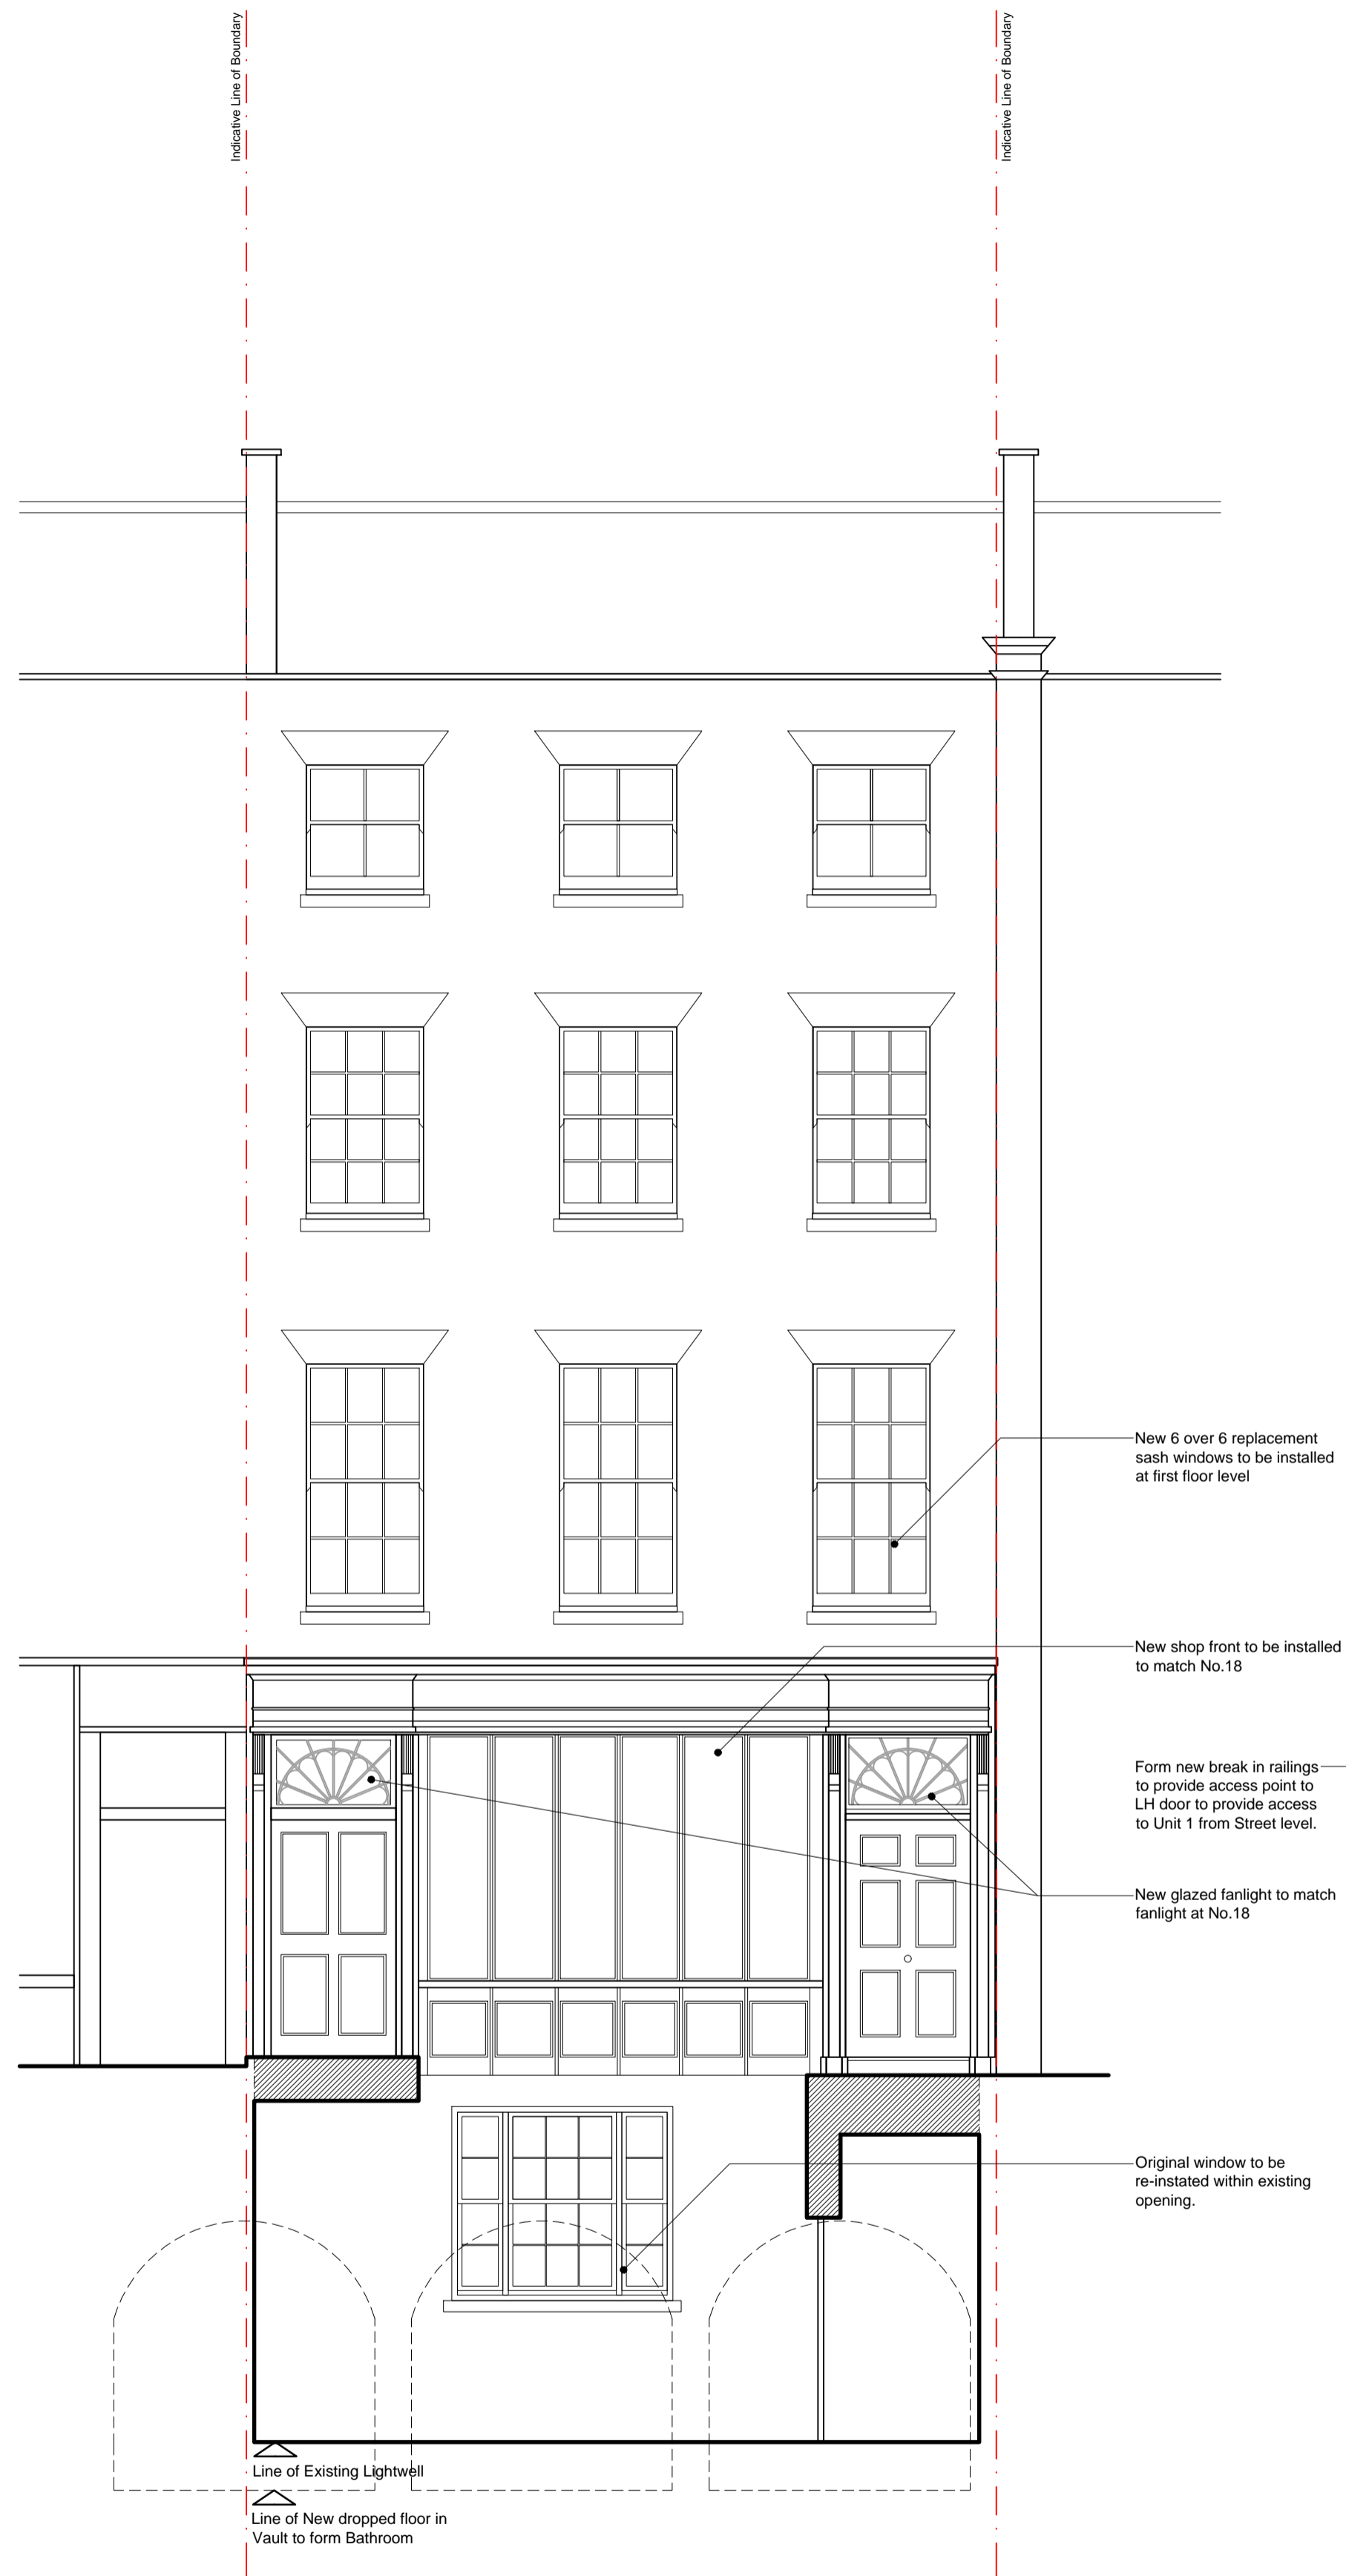 Indicative Line of Boundary
Indicative Line of Boundary
New 6 over 6 replacement
sash windows to be installed
at first floor level
New shop front to be installed
to match No.18
Form new break in railings
to provide access point to
LH door to provide access
to Unit 1 from Street level.
New glazed fanlight to match
fanlight at No.18
Original window to be
re-instated within existing
opening.
Line of Existing Lightwell
Line of New dropped floor in
Vault to form Bathroom